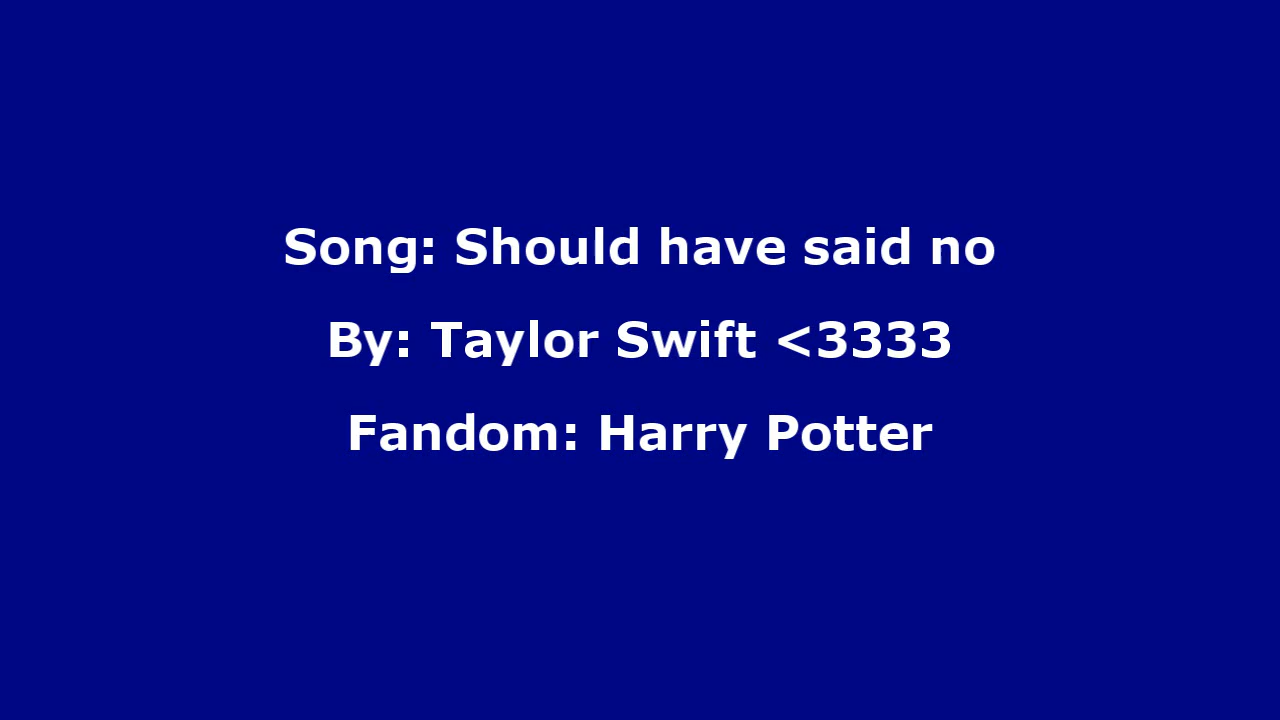 Song: Should have said no
By: Taylor Swift <3333
Fandom: Harry Potter